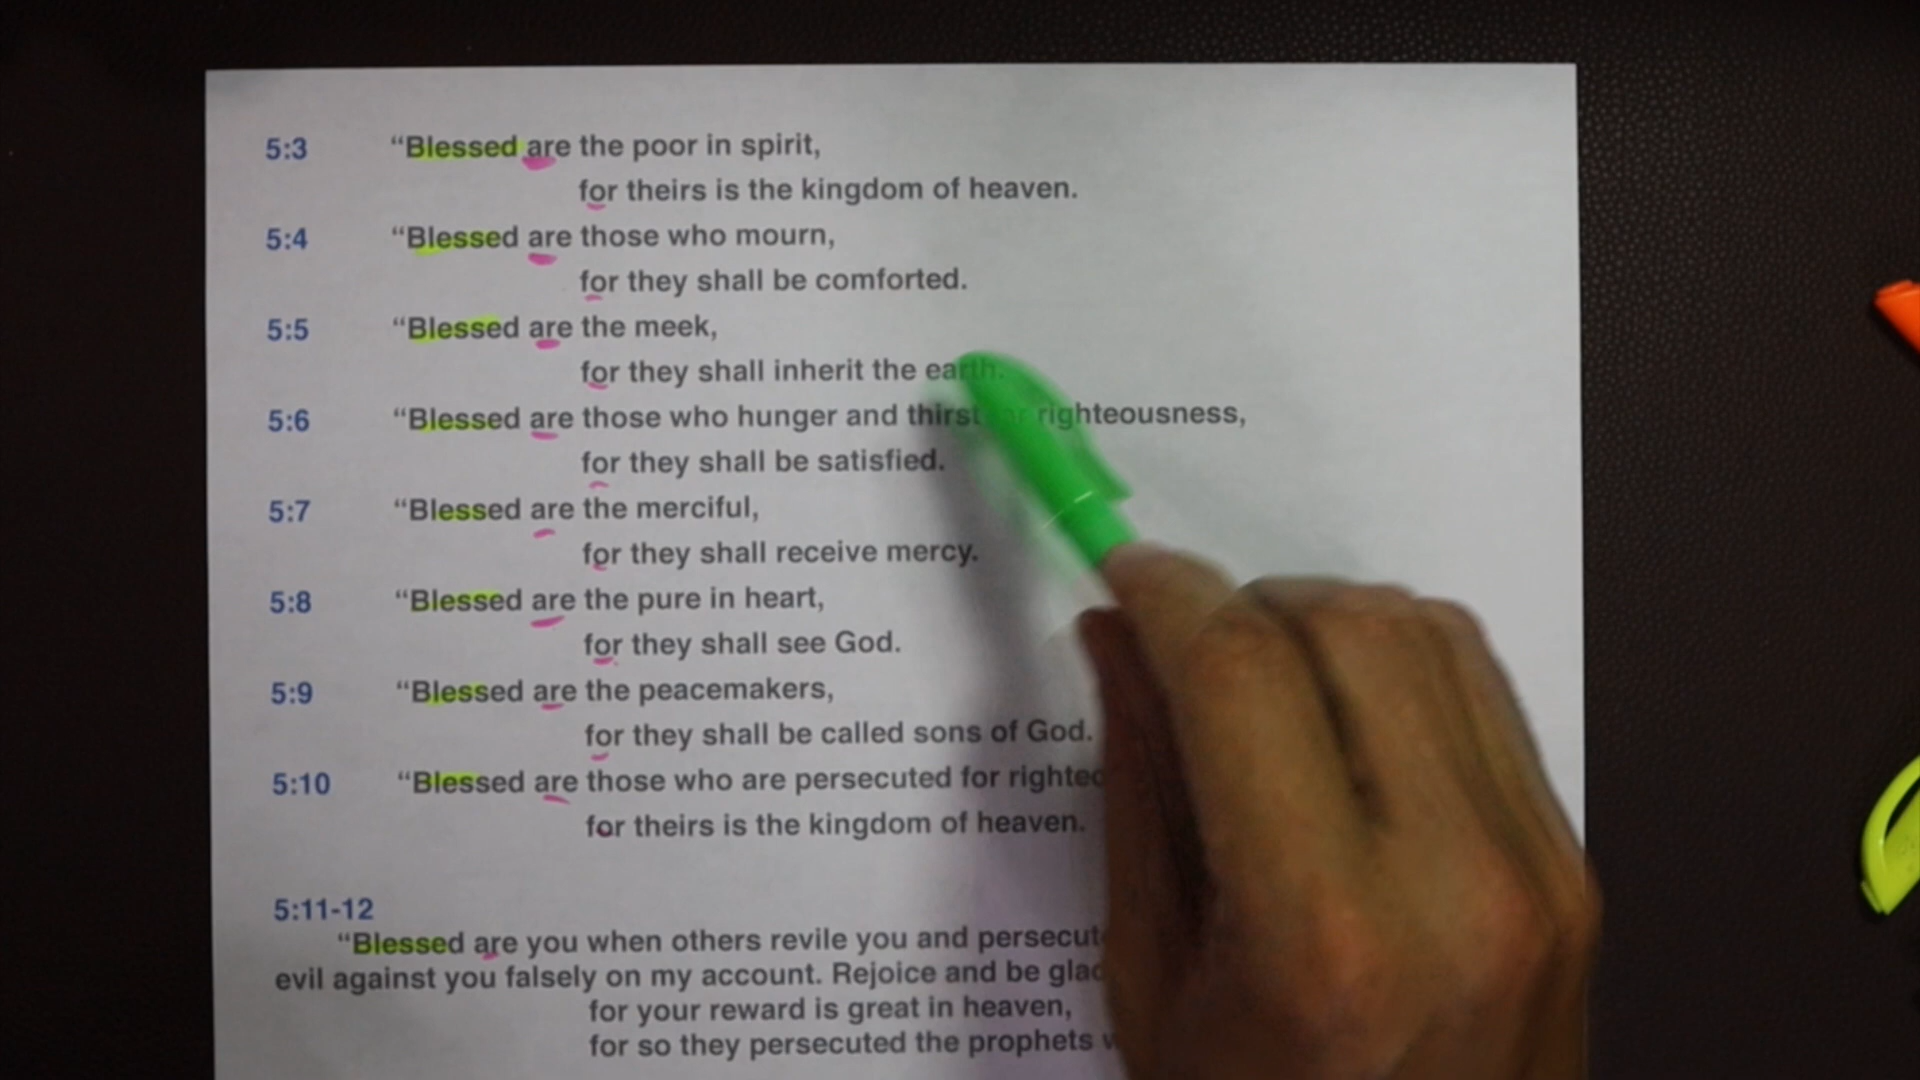 5:3 “Blessed are the poor in spirit,
for theirs is the kingdom of heaven.
5:4 “Blessed are those who mourn,
for they shall be comforted.
5:5 “Blessed are the meek,
for they shall inherit the earth.
5:6 “Blessed are those who hunger and thirst for righteousness,
for they shall be satisfied.
5:7 “Blessed are the merciful,
for they shall receive mercy.
5:8 “Blessed are the pure in heart,
for they shall see God.
5:9 “Blessed are the peacemakers,
for they shall be called sons of God.
5:10 “Blessed are those who are persecuted for
for theirs is the kingdom of heaven.
5:11-12
“Blessed are you when others revile you and
evil against you falsely on my account. Rejoice and be
for your reward is great in heaven,
for so they persecuted the prophets